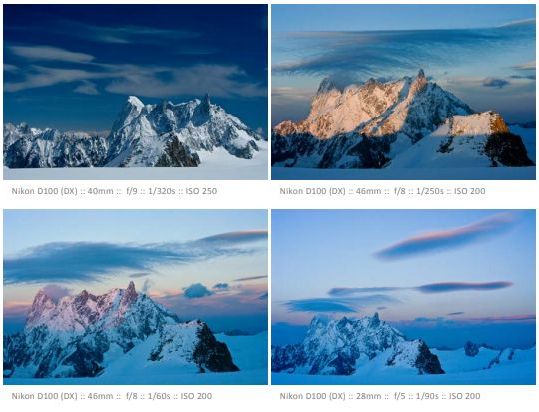 Nikon D100 (DX) :: 40mm :: f/9 :: 1/320s :: ISO 250
Nikon D100 (DX) :: 46mm :: f/8 :: 1/250s :: ISO 200
Nikon D100 (DX) :: 46mm :: f/8 :: 1/60s :: ISO 200
Nikon D100 (DX) :: 28mm :: f/5 :: 1/90s :: ISO 200